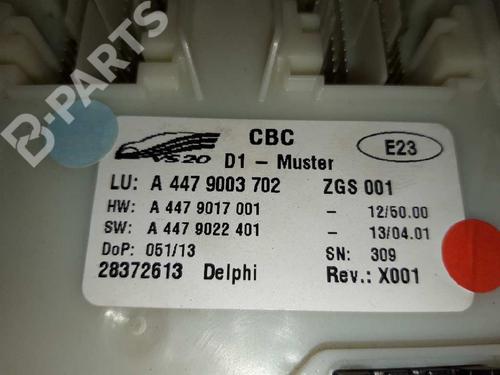 B-PARTS
CBC
VS20
D1 - Muster
E23
LU: A 447 9003 702 ZGS 001
HW: A 447 9017 001 - 12/50.00
SW: A 447 9022 401 - 13/04.01
DoP: 051/13 SN: 309
28372613 Delphi Rev.: X001